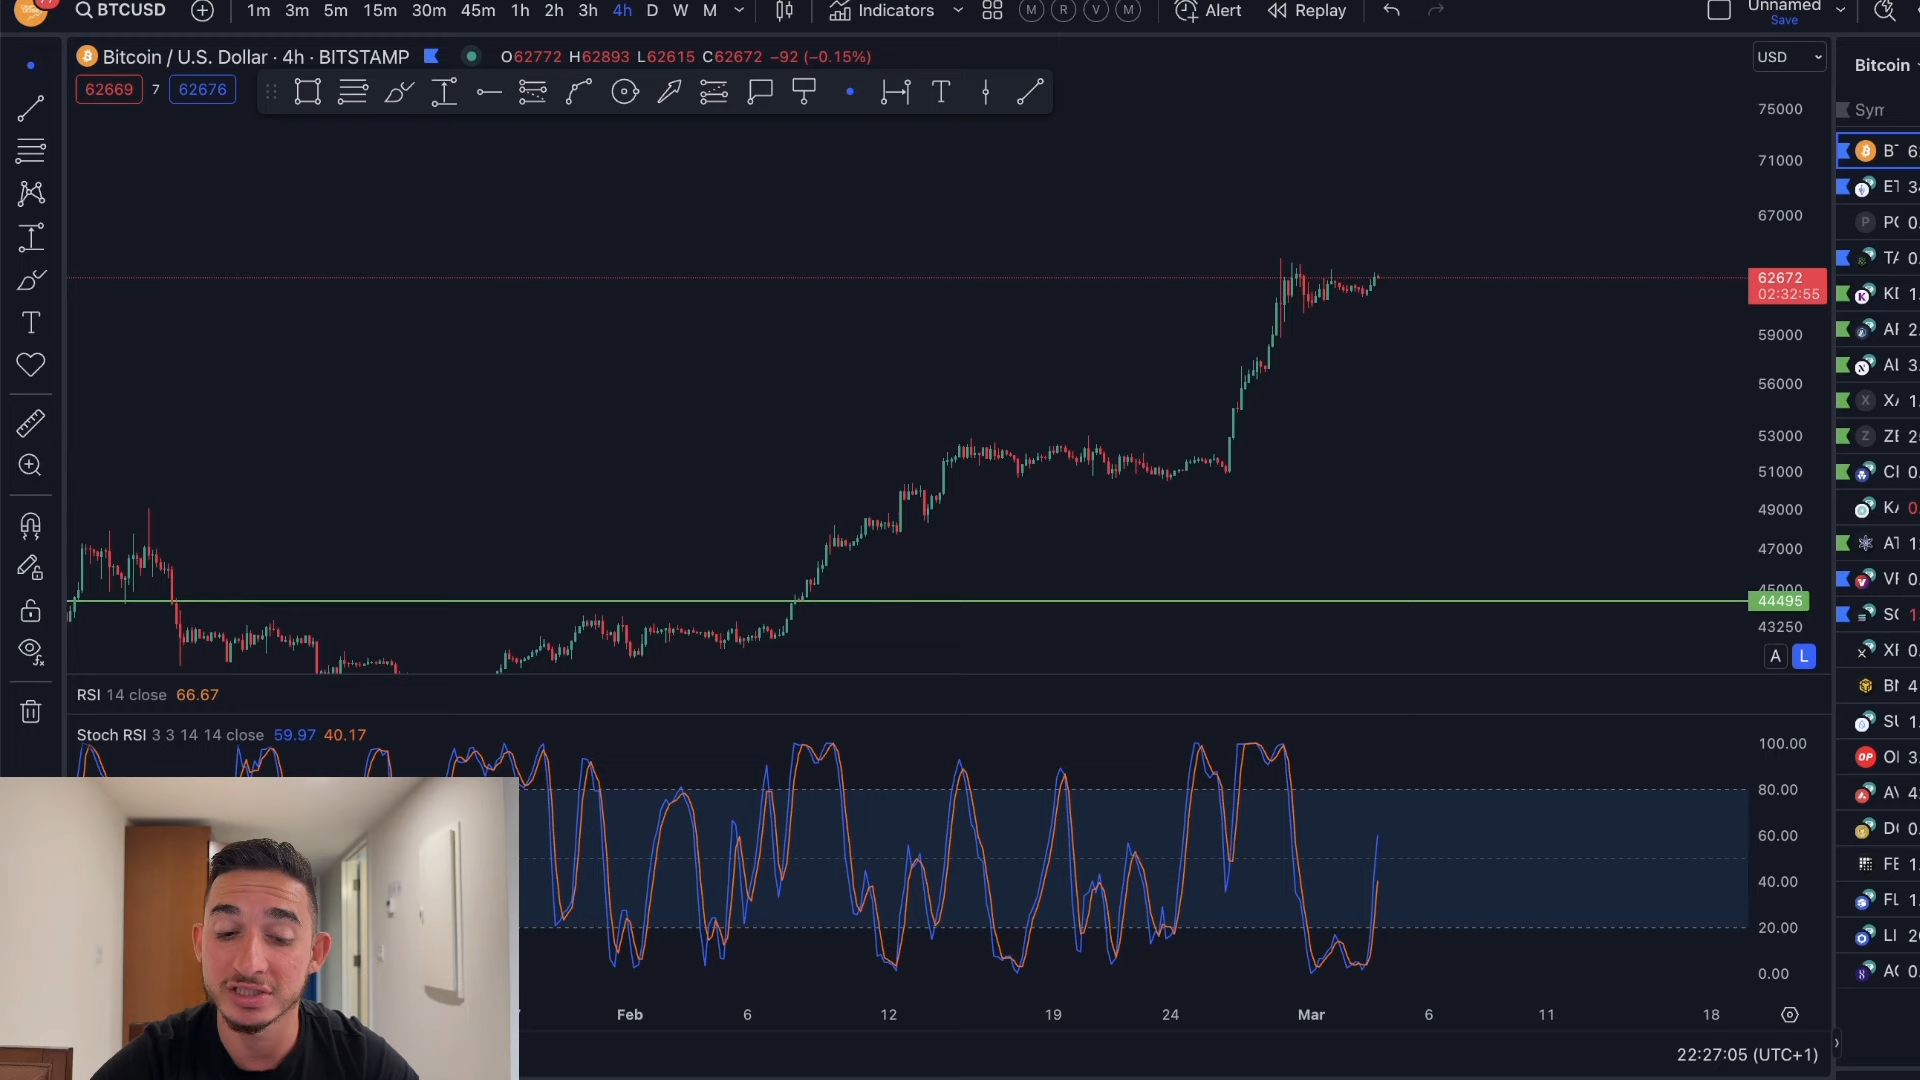 BTCUSD 1m 3m 5m 15m 30m 45m 1h 2h 3h 4h D W M Indicators M R V M Alert Replay Unnamed
Save
Bitcoin / U.S. Dollar · 4h · BITSTAMP O62772 H62893 L62615 C62672 −92 (−0.15%)
USD
Bitcoin
62669 7 62676
75000
Sym
71000
67000
62672
02:32:55
59000
56000
53000
51000
49000
47000
45000
44495
43250
A L
RSI 14 close 66.67
Stoch RSI 3 3 14 14 close 59.97 40.17
100.00
80.00
60.00
40.00
20.00
0.00
Feb 6 12 19 24 Mar 6 11 18
22:27:05 (UTC+1)
OP